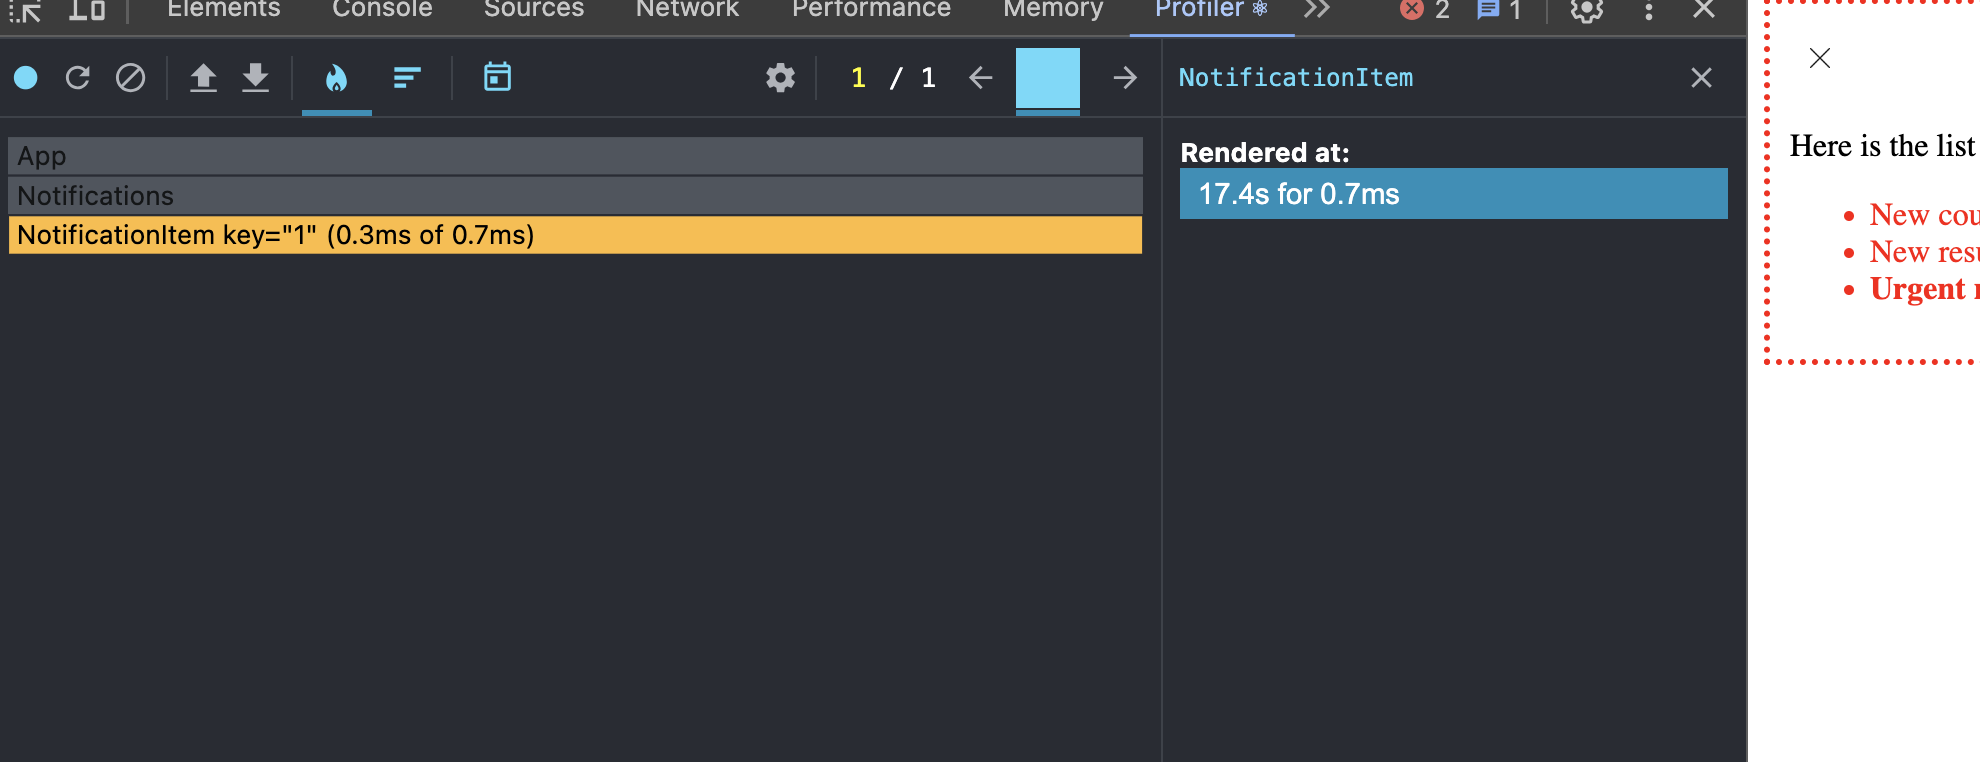 Elements Console Sources Network Performance Memory Profiler 2 1
1 / 1
NotificationItem
App
Notifications
NotificationItem key="1" (0.3ms of 0.7ms)
Rendered at:
17.4s for 0.7ms
Here is the list
New cou
New resu
Urgent